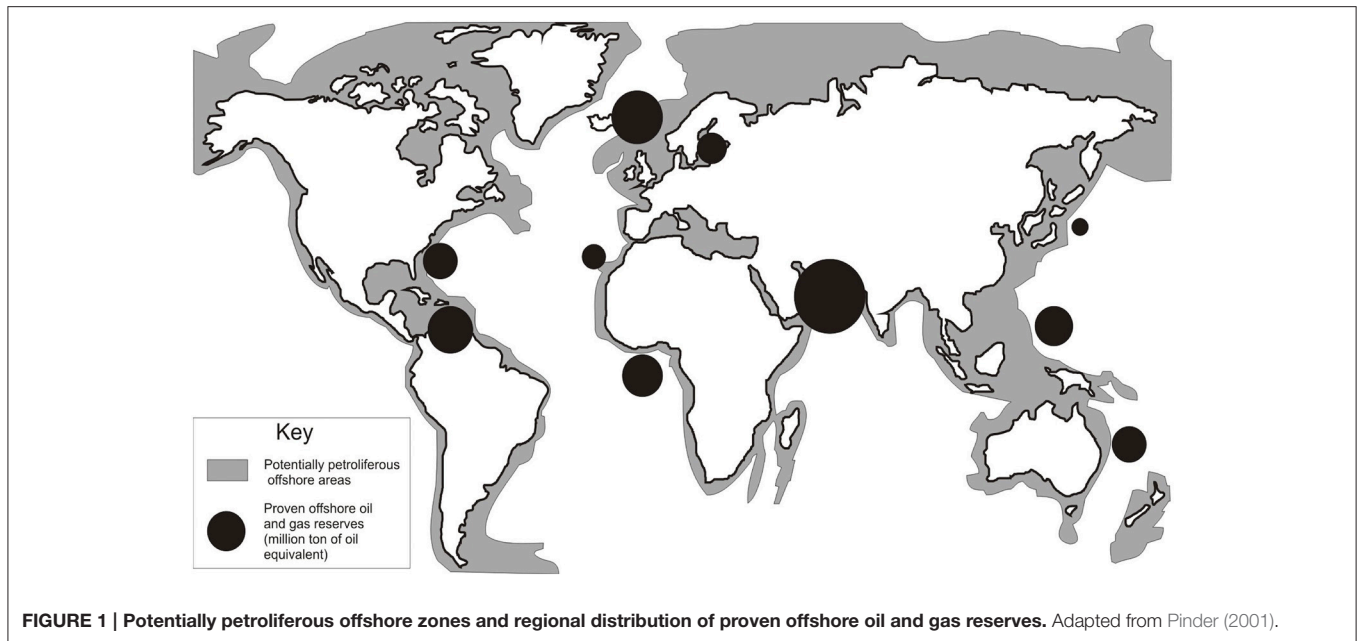 Key
Potentially petroliferous
offshore areas
Proven offshore oil
and gas reserves
(million ton of oil
equivalent)
FIGURE 1 | Potentially petroliferous offshore zones and regional distribution of proven offshore oil and gas reserves. Adapted from Pinder (2001).